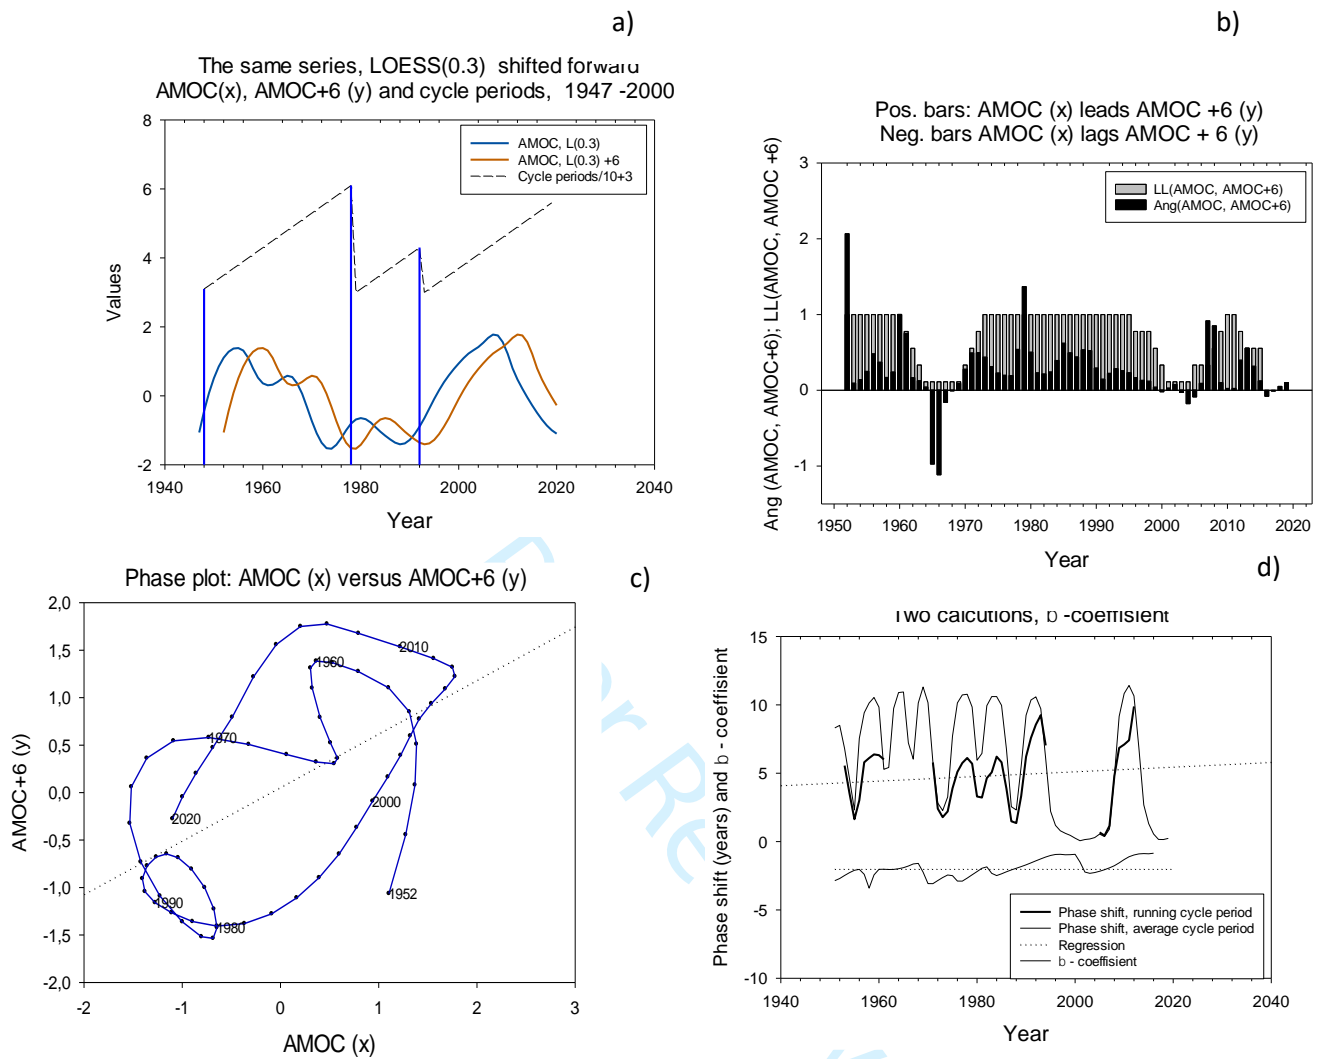 a)
The same series, LOESS(0.3) shifted forward
AMOC(x), AMOC+6 (y) and cycle periods, 1947 -2000
8
6
4
2
0
-2
Values
AMOC, L(0.3)
AMOC, L(0.3) +6
Cycle periods/10+3
1940 1960 1980 2000 2020 2040
Year
b)
Pos. bars: AMOC (x) leads AMOC +6 (y)
Neg. bars AMOC (x) lags AMOC + 6 (y)
3
2
1
0
-1
Ang (AMOC, AMOC+6); LL(AMOC, AMOC +6)
LL(AMOC, AMOC+6)
Ang(AMOC, AMOC+6)
1950 1960 1970 1980 1990 2000 2010 2020
Year
c)
Phase plot: AMOC (x) versus AMOC+6 (y)
2,0
1,5
1,0
0,5
0,0
-0,5
-1,0
-1,5
-2,0
AMOC+6 (y)
2010
1960
1970
2020
2000
1952
1990
1980
-2 -1 0 1 2 3
AMOC (x)
d)
Two calcutions, b -coeffisient
15
10
5
0
-5
-10
Phase shift (years) and b - coeffisient
Phase shift, running cycle period
Phase shift, average cycle period
Regression
b - coeffisient
1940 1960 1980 2000 2020 2040
Year
r Re